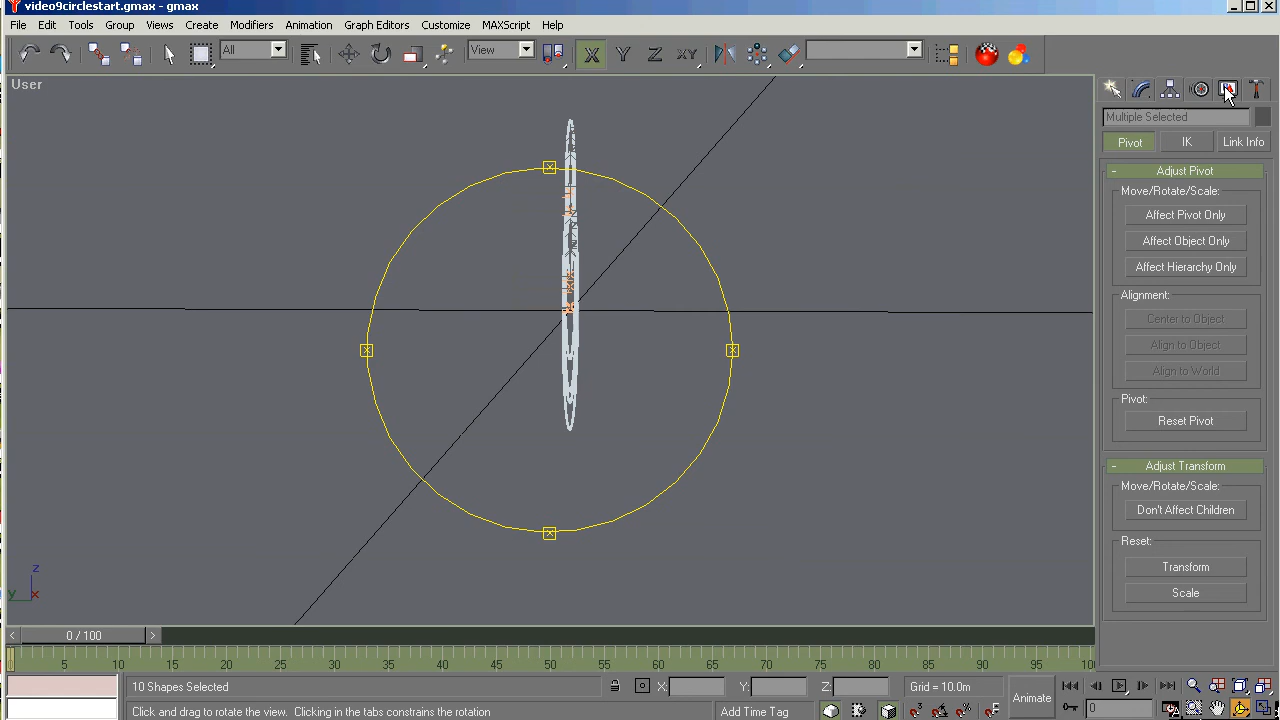 video9circlestart.gmax - gmax
File Edit Tools Group Views Create Modifiers Animation Graph Editors Customize MAXScript Help
All View X Y Z XY
User
Multiple Selected
Pivot IK Link Info
- Adjust Pivot
Move/Rotate/Scale:
Affect Pivot Only
Affect Object Only
Affect Hierarchy Only
Alignment:
Center to Object
Align to Object
Align to World
Pivot:
Reset Pivot
- Adjust Transform
Move/Rotate/Scale:
Don't Affect Children
Reset:
Transform
Scale
z
y x
< 0 / 100 >
5 10 15 20 25 30 35 40 45 50 55 60 65 70 75 80 85 90 95
10 Shapes Selected X: Y: Z: Grid = 10.0m Animate
Click and drag to rotate the view. Clicking in the tabs constrains the rotation Add Time Tag 0